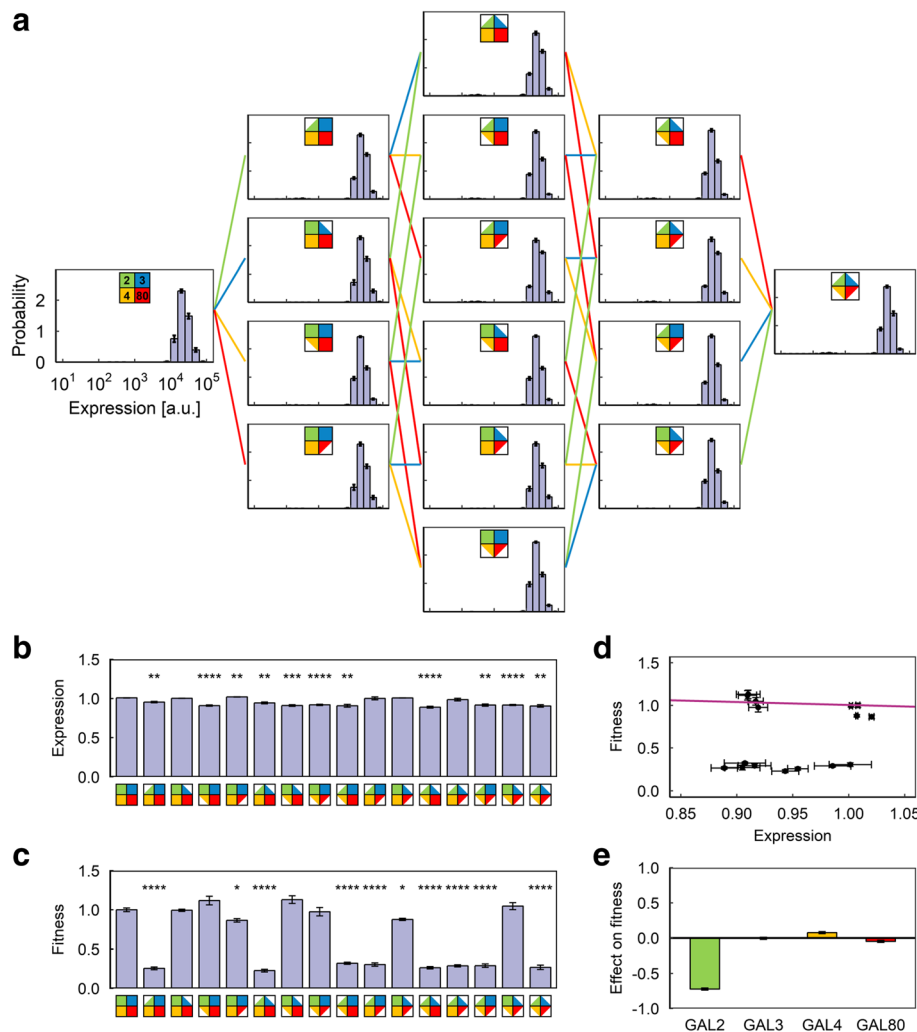 a
2 3
4 80
Probability
2
1
0
10¹ 10² 10³ 10⁴ 10⁵
Expression [a.u.]
b
Expression
1.5
1.0
0.5
0.0
** **** ** ** *** **** ** **** ** **** **
c
Fitness
1.5
1.0
0.5
0.0
**** * **** **** **** * **** **** **** ****
d
Fitness
1.5
1.0
0.5
0.0
0.85 0.90 0.95 1.00 1.05
Expression
e
Effect on fitness
1.0
0.5
0.0
-0.5
-1.0
GAL2 GAL3 GAL4 GAL80